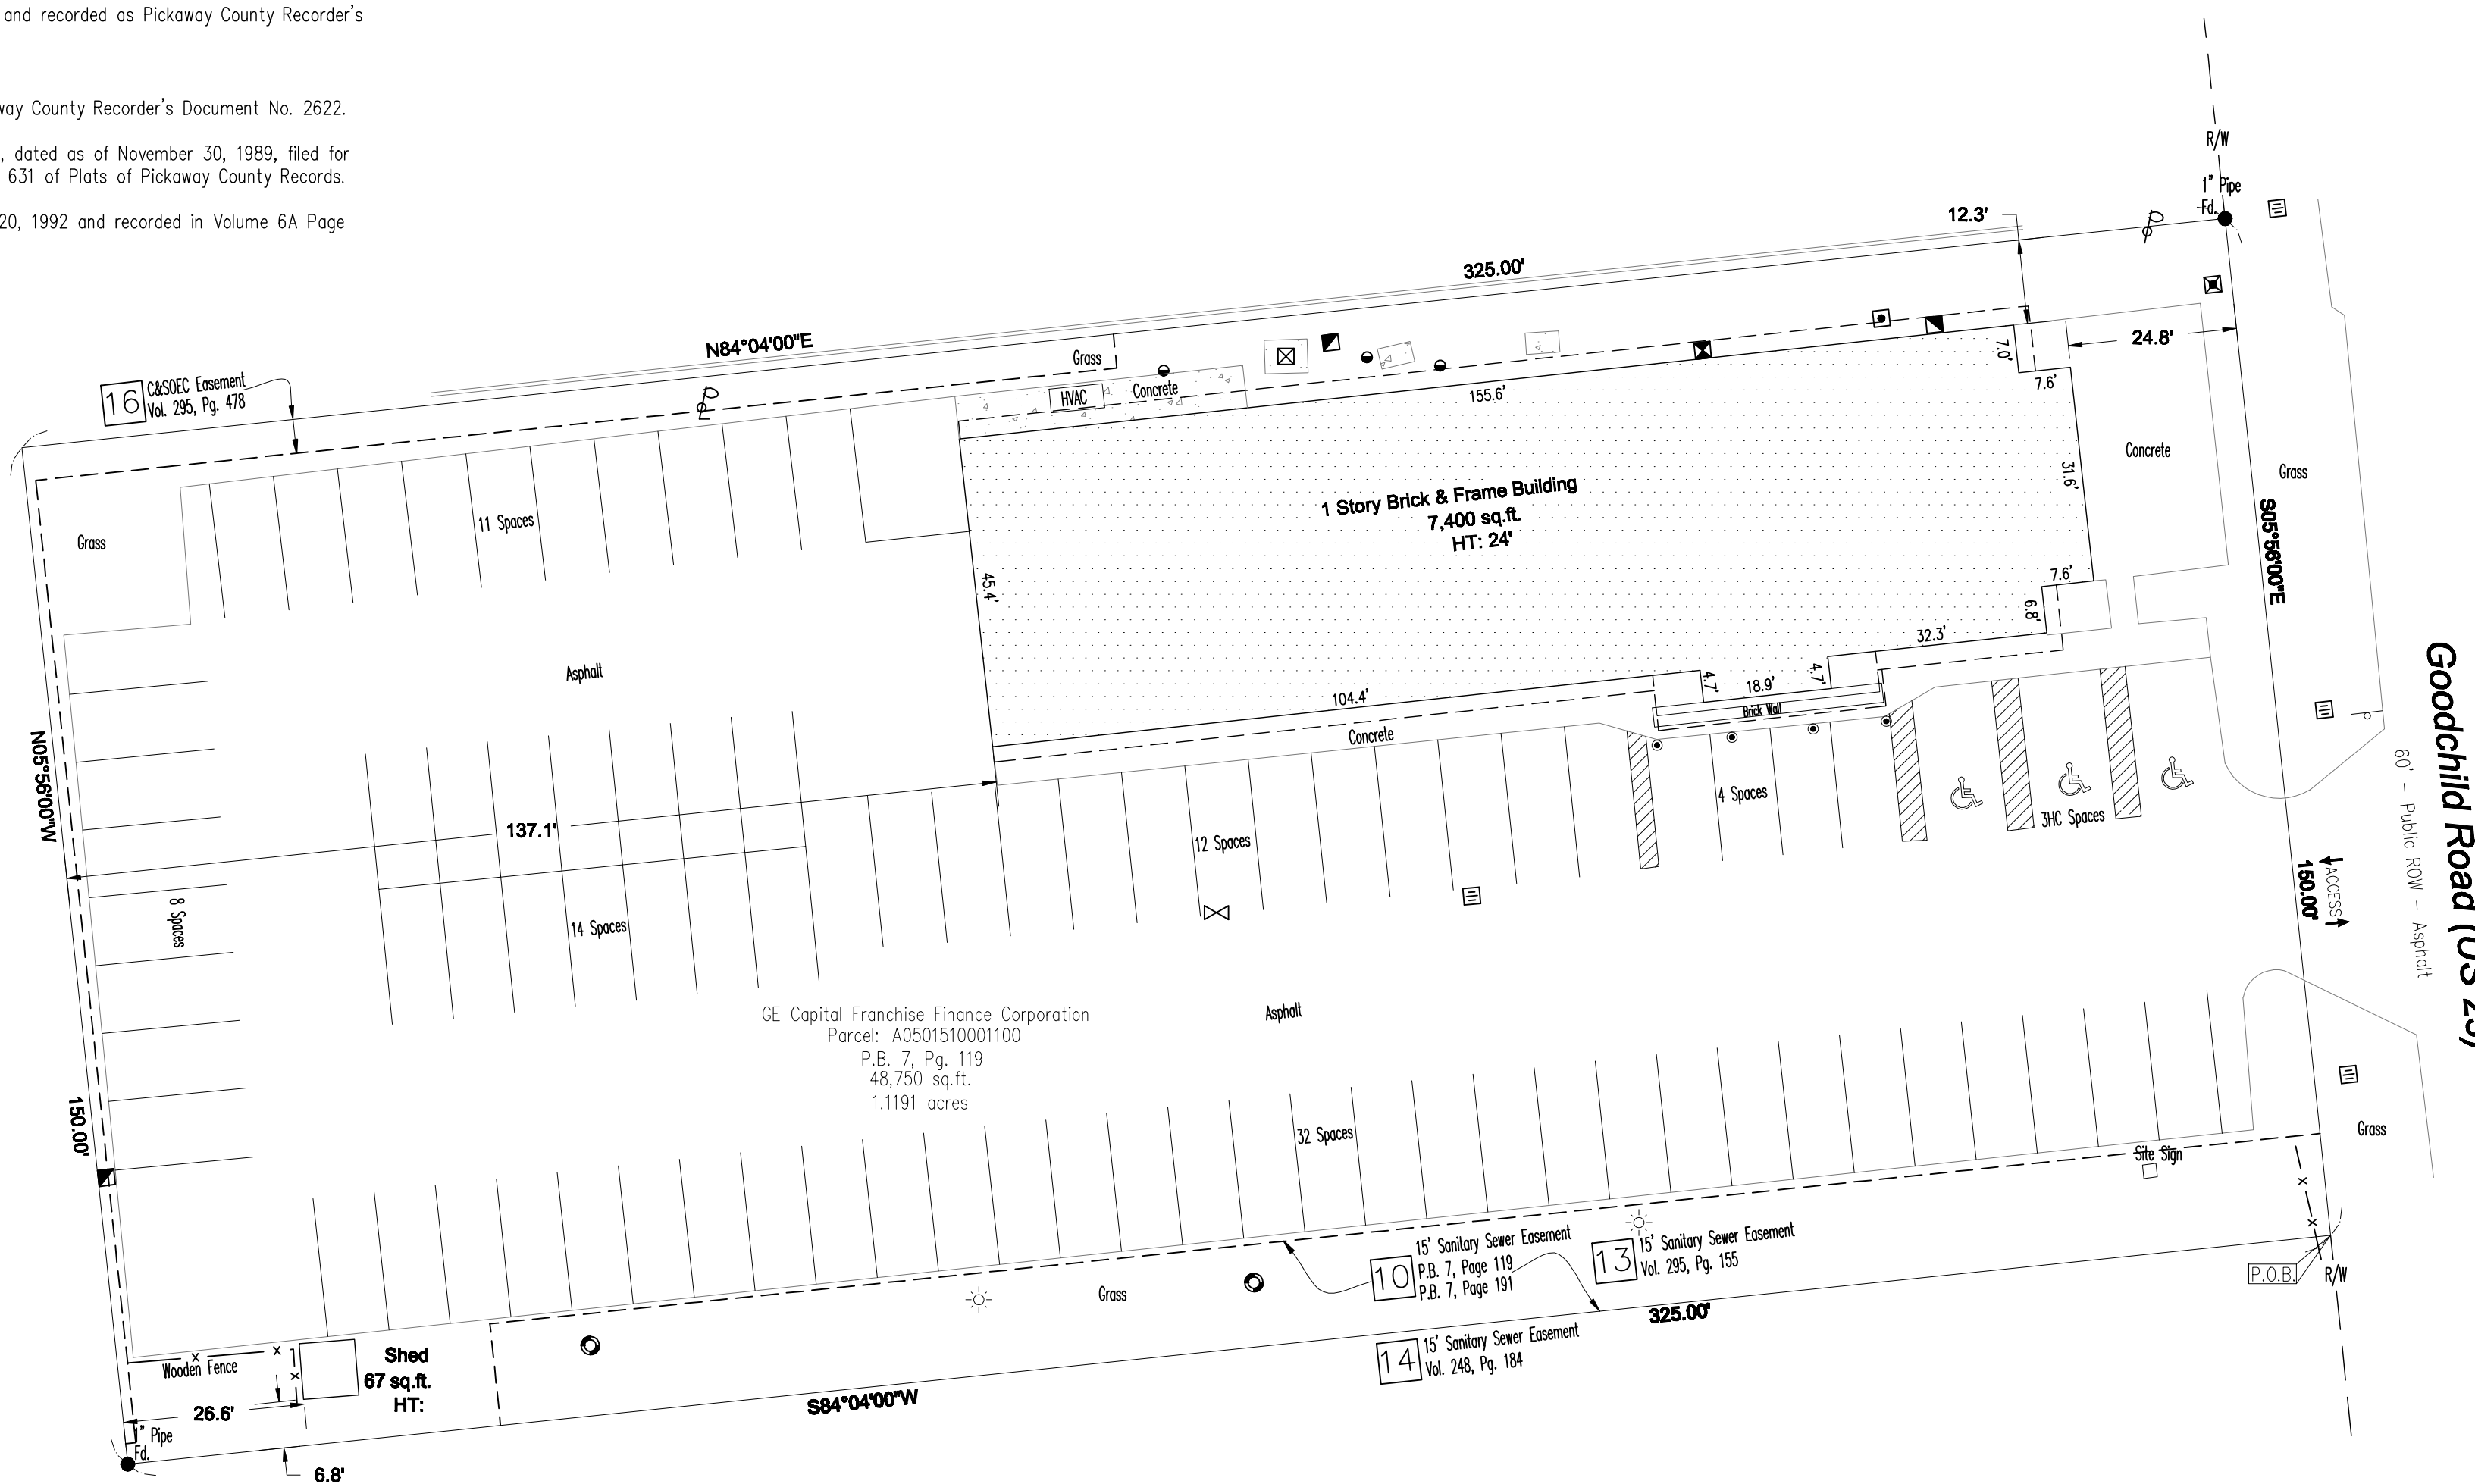 and recorded as Pickaway County Recorder's
way County Recorder's Document No. 2622.
, dated as of November 30, 1989, filed for
631 of Plats of Pickaway County Records.
20, 1992 and recorded in Volume 6A Page
R/W
1" Pipe
Fd.
12.3'
325.00'
N84°04'00"E
24.8'
Grass
16
C&SOEC Easement
Vol. 295, Pg. 478
HVAC
Concrete
155.6'
7.0'
7.6'
Concrete
Grass
31.6'
1 Story Brick & Frame Building
7,400 sq.ft.
HT: 24'
S05°56'00"E
11 Spaces
Grass
45.4'
7.6'
6.8'
32.3'
Asphalt
4.7'
18.9'
4.7'
104.4'
Brick Wall
Concrete
Goodchild Road (US 23)
60' - Public ROW - Asphalt
N05°56'00"W
137.1'
12 Spaces
4 Spaces
3HC Spaces
150.00'
ACCESS
8 Spaces
14 Spaces
GE Capital Franchise Finance Corporation
Parcel: A0501510001100
P.B. 7, Pg. 119
48,750 sq.ft.
1.1191 acres
Asphalt
150.00'
32 Spaces
Site Sign
Grass
10
15' Sanitary Sewer Easement
P.B. 7, Page 119
P.B. 7, Page 191
13
15' Sanitary Sewer Easement
Vol. 295, Pg. 155
P.O.B.
R/W
Grass
325.00'
14
15' Sanitary Sewer Easement
Vol. 248, Pg. 184
Wooden Fence
Shed
67 sq.ft.
HT:
26.6'
S84°04'00"W
1" Pipe
Fd.
6.8'